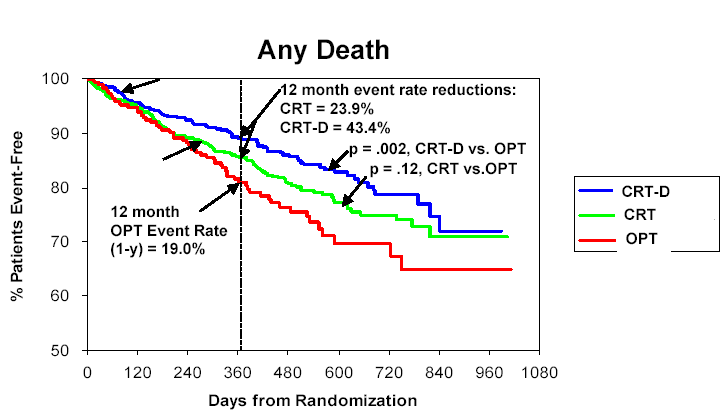 Any Death
% Patients Event-Free
100
90
80
70
60
50
12 month event rate reductions:
CRT = 23.9%
CRT-D = 43.4%
p = .002, CRT-D vs. OPT
p = .12, CRT vs.OPT
12 month
OPT Event Rate
(1-y) = 19.0%
CRT-D
CRT
OPT
0 120 240 360 480 600 720 840 960 1080
Days from Randomization